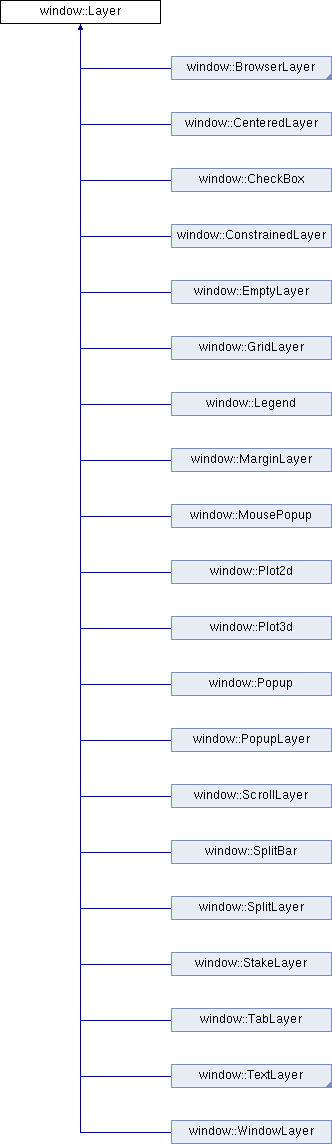 window::Layer
window::BrowserLayer
window::CenteredLayer
window::CheckBox
window::ConstrainedLayer
window::EmptyLayer
window::GridLayer
window::Legend
window::MarginLayer
window::MousePopup
window::Plot2d
window::Plot3d
window::Popup
window::PopupLayer
window::ScrollLayer
window::SplitBar
window::SplitLayer
window::StakeLayer
window::TabLayer
window::TextLayer
window::WindowLayer